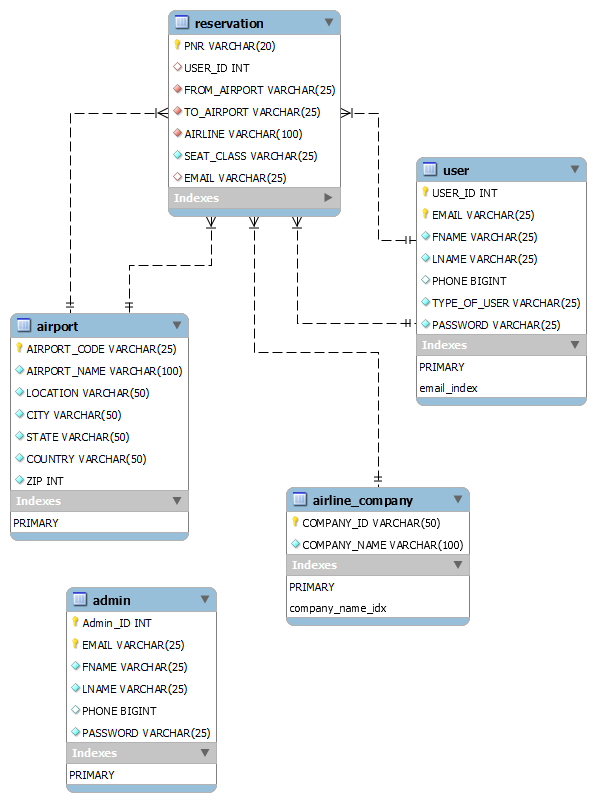 reservation
PNR VARCHAR(20)
USER_ID INT
FROM_AIRPORT VARCHAR(25)
TO_AIRPORT VARCHAR(25)
AIRLINE VARCHAR(100)
SEAT_CLASS VARCHAR(25)
EMAIL VARCHAR(25)
Indexes
user
USER_ID INT
EMAIL VARCHAR(25)
FNAME VARCHAR(25)
LNAME VARCHAR(25)
PHONE BIGINT
TYPE_OF_USER VARCHAR(25)
PASSWORD VARCHAR(25)
Indexes
PRIMARY
email_index
airport
AIRPORT_CODE VARCHAR(25)
AIRPORT_NAME VARCHAR(100)
LOCATION VARCHAR(50)
CITY VARCHAR(50)
STATE VARCHAR(50)
COUNTRY VARCHAR(50)
ZIP INT
Indexes
PRIMARY
airline_company
COMPANY_ID VARCHAR(50)
COMPANY_NAME VARCHAR(100)
Indexes
PRIMARY
company_name_idx
admin
Admin_ID INT
EMAIL VARCHAR(25)
FNAME VARCHAR(25)
LNAME VARCHAR(25)
PHONE BIGINT
PASSWORD VARCHAR(25)
Indexes
PRIMARY